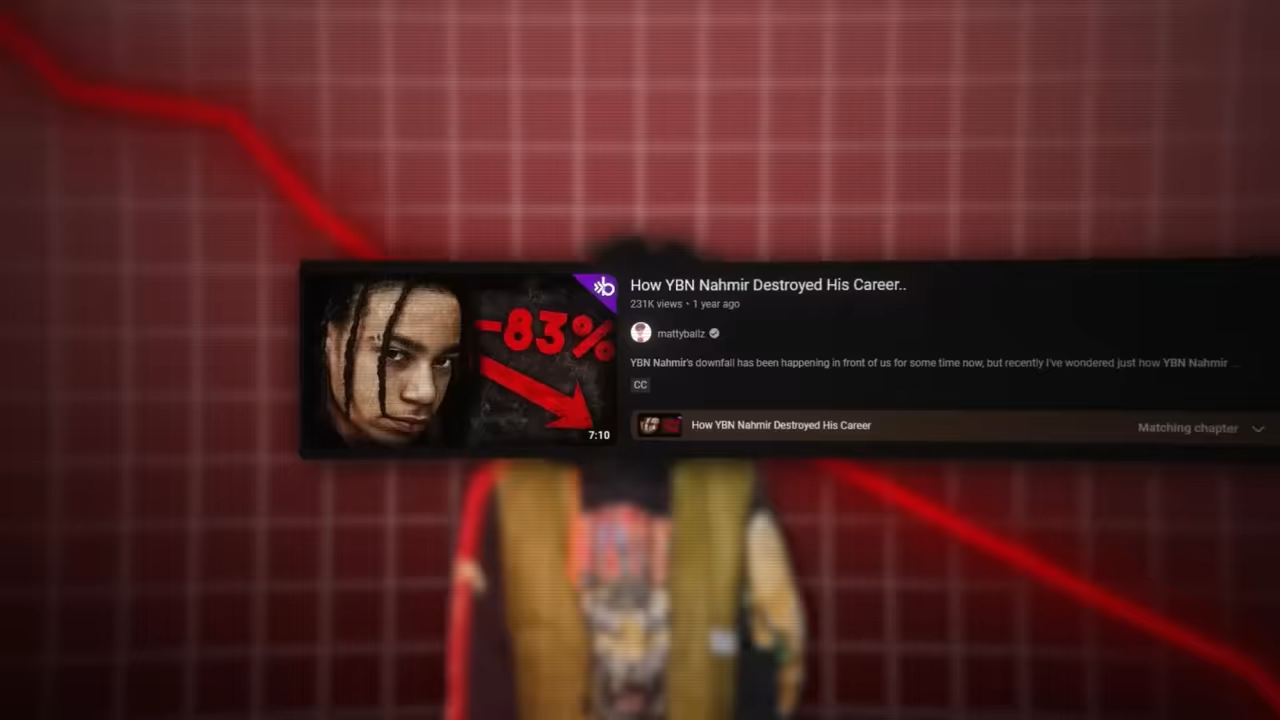 -83%
7:10
How YBN Nahmir Destroyed His Career..
231K views • 1 year ago
mattyballz
YBN Nahmir's downfall has been happening in front of us for some time now, but recently I've wondered just how YBN Nahmir ...
CC
How YBN Nahmir Destroyed His Career
Matching chapter